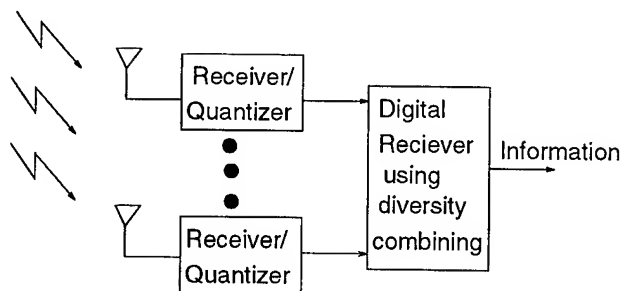 Receiver/
Quantizer
Digital
Reciever
using
diversity
combining
Information
Receiver/
Quantizer